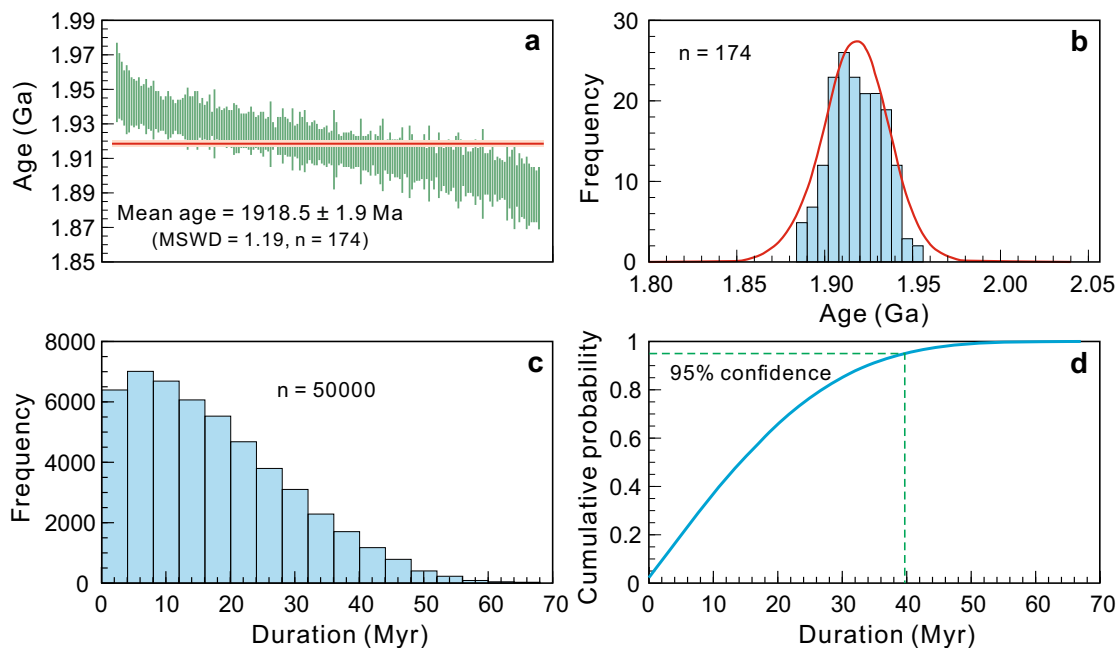 a
1.99
1.97
1.95
1.93
1.91
1.89
1.87
1.85
Age (Ga)
Mean age = 1918.5 ± 1.9 Ma
(MSWD = 1.19, n = 174)
b
n = 174
30
20
10
0
Frequency
1.80
1.85
1.90
1.95
2.00
2.05
Age (Ga)
c
n = 50000
8000
6000
4000
2000
0
Frequency
0
10
20
30
40
50
60
70
Duration (Myr)
d
95% confidence
1
0.8
0.6
0.4
0.2
0
Cumulative probability
0
10
20
30
40
50
60
70
Duration (Myr)